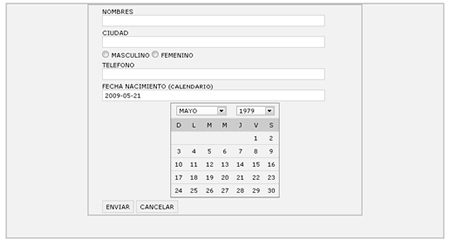 NOMBRES
CIUDAD
MASCULINO FEMENINO
TELEFONO
FECHA NACIMIENTO (CALENDARIO)
2009-05-21
MAYO 1979
D L M M J V S
1 2
3 4 5 6 7 8 9
10 11 12 13 14 15 16
17 18 19 20 21 22 23
24 25 26 27 28 29 30
ENVIAR CANCELAR